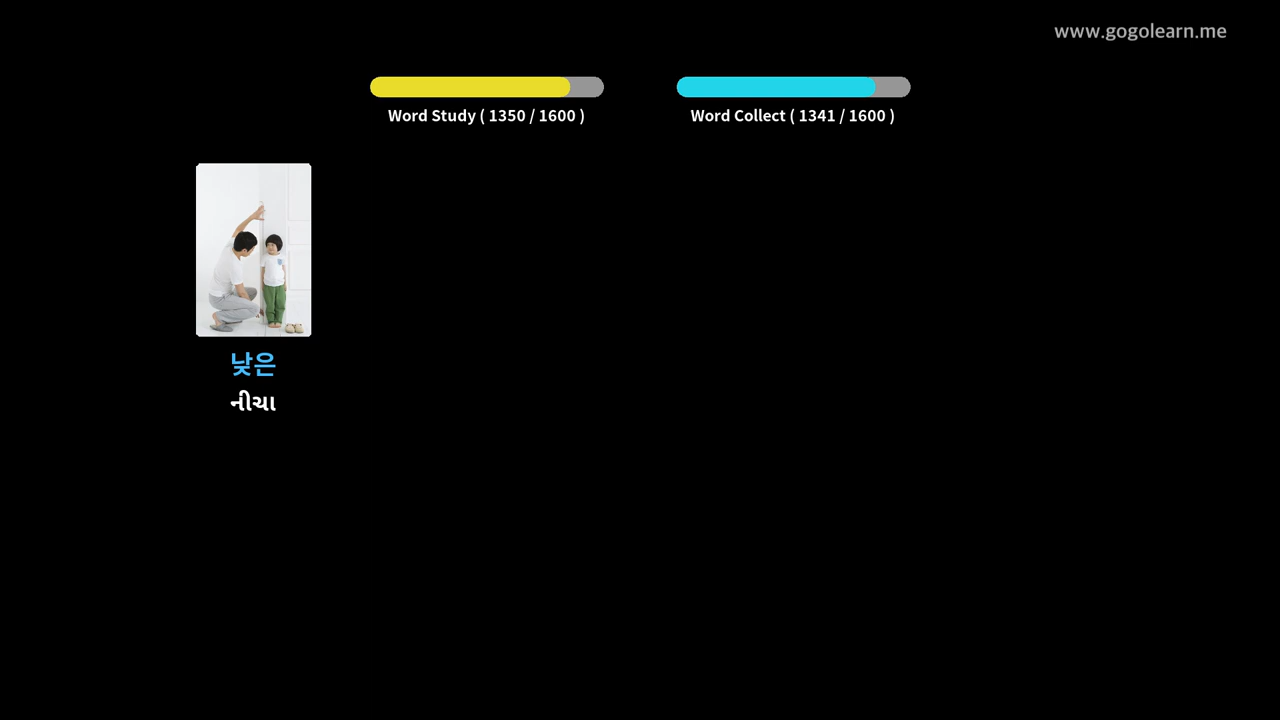 www.gogolearn.me
Word Study ( 1350 / 1600 )
Word Collect ( 1341 / 1600 )
낮은
નીચા